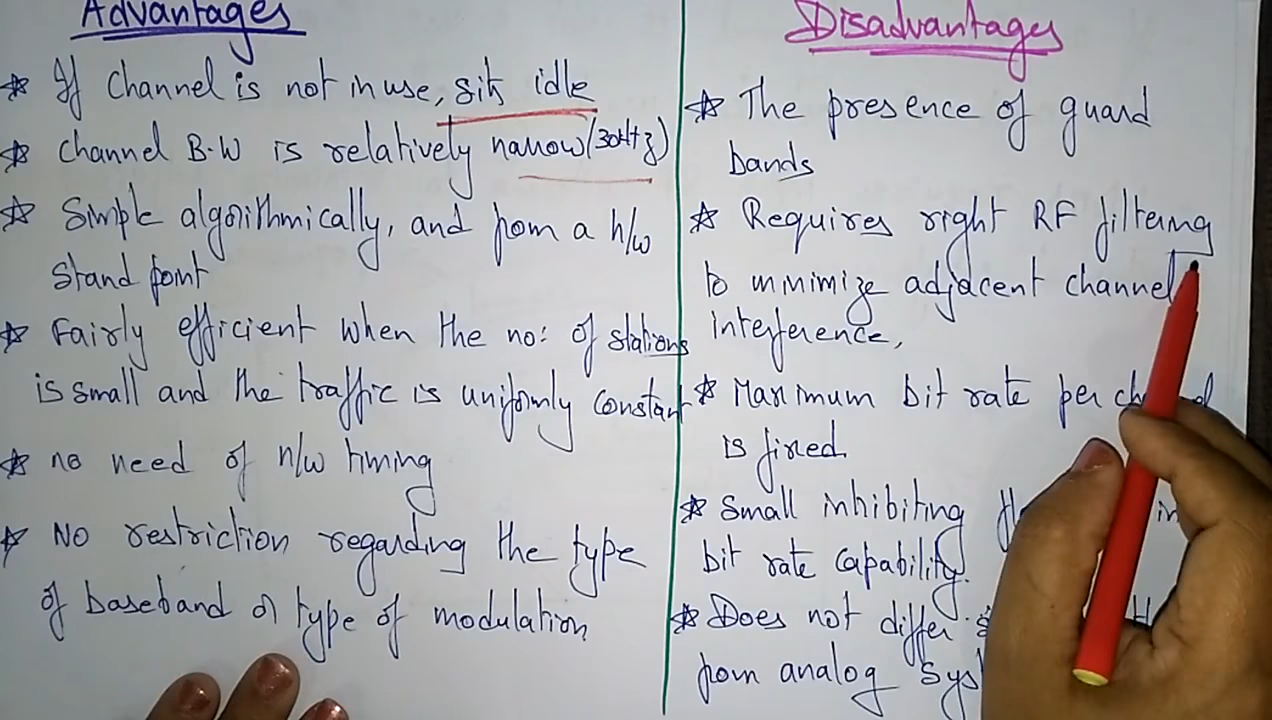 Advantages
☆ If channel is not in use, sits idle
☆ channel B.W is relatively narrow (30kHz)
☆ Simple algorithmically, and from a h/w
stand point
☆ Fairly efficient when the no: of stations
is small and the traffic is uniformly constant
☆ no need of n/w timing
☆ No restriction regarding the type
of baseband or type of modulation
Disadvantages
☆ The presence of guard
bands
☆ Requires right RF filtering
to minimize adjacent channel
interference.
☆ Maximum bit rate per
is fixed
☆ Small inhibiting
bit rate capability.
☆ Does not differ
from analog